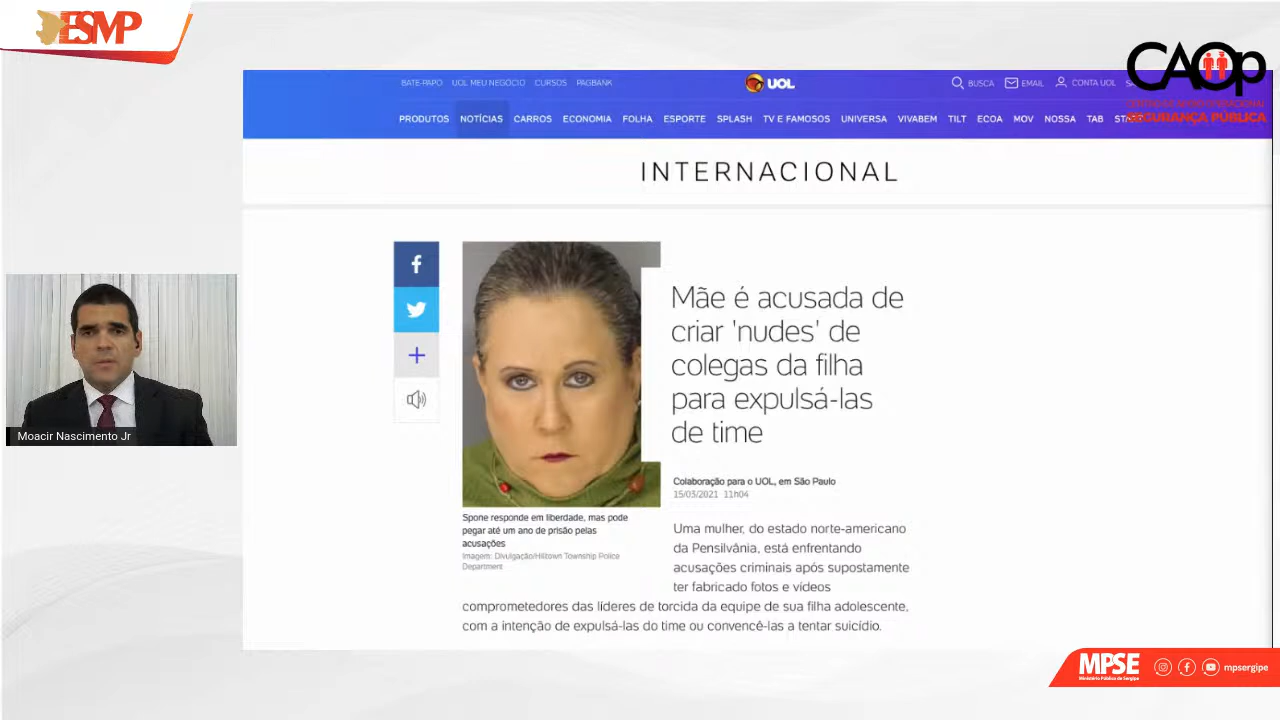 ESMP
CAOp
SEGURANÇA PÚBLICA
BATE-PAPO UOL MEU NEGÓCIO CURSOS PAGBANK
UOL
BUSCA EMAIL CONTA UOL
PRODUTOS NOTÍCIAS CARROS ECONOMIA FOLHA ESPORTE SPLASH TV E FAMOSOS UNIVERSA VIVABEM TILT ECOA MOV NOSSA TAB
INTERNACIONAL
Mãe é acusada de
criar 'nudes' de
colegas da filha
para expulsá-las
de time
Colaboração para o UOL, em São Paulo
15/03/2021 11h04
Spone responde em liberdade, mas pode
pegar até um ano de prisão pelas
acusações
Imagem: Divulgação/Hilltown Township Police
Department
Uma mulher, do estado norte-americano
da Pensilvânia, está enfrentando
acusações criminais após supostamente
ter fabricado fotos e vídeos
comprometedores das líderes de torcida da equipe de sua filha adolescente,
com a intenção de expulsá-las do time ou convencê-las a tentar suicídio.
Moacir Nascimento Jr
MPSE
Ministério Público de Sergipe
mpsergipe